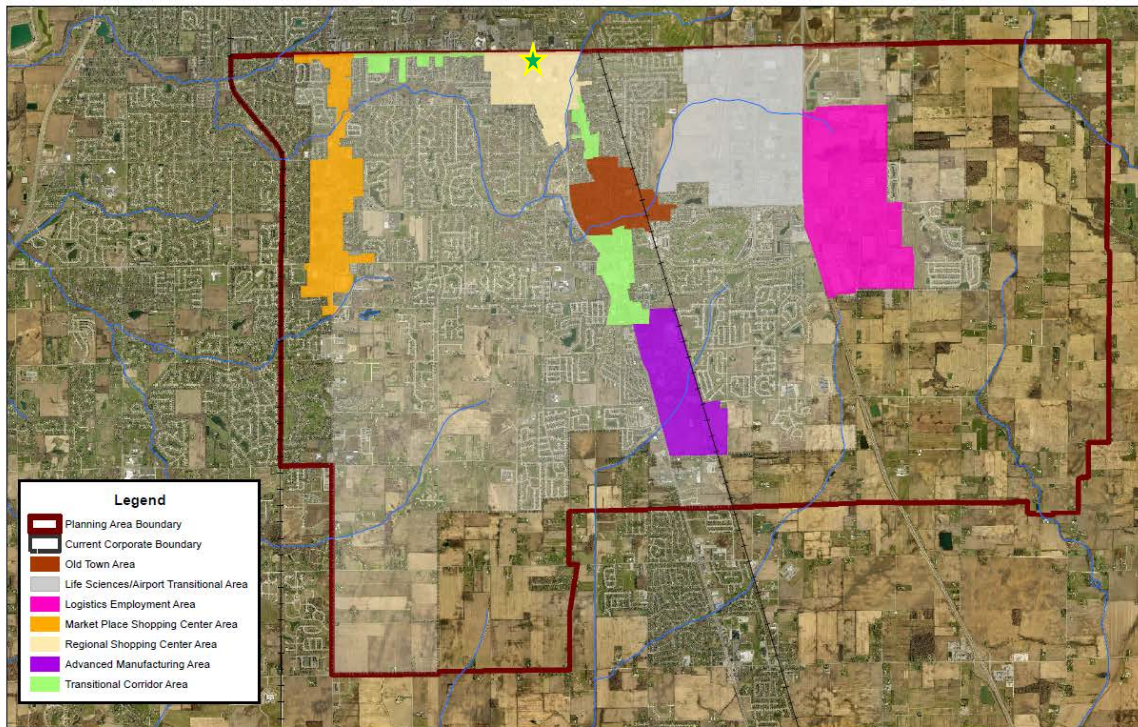 Legend
Planning Area Boundary
Current Corporate Boundary
Old Town Area
Life Sciences/Airport Transitional Area
Logistics Employment Area
Market Place Shopping Center Area
Regional Shopping Center Area
Advanced Manufacturing Area
Transitional Corridor Area